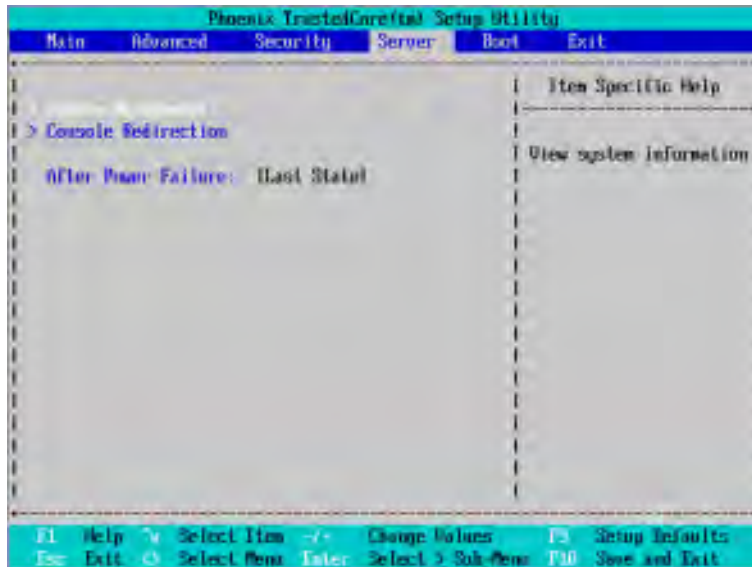 Phoenix TrustedCore(tm) Setup Utility
Main Advanced Security Server Boot Exit
Item Specific Help
> Console Redirection
View system information
After Power Failure: [Last State]
F1 Help Select Item -/+ Change Values F9 Setup Defaults
Esc Exit <> Select Menu Enter Select > Sub-Menu F10 Save and Exit